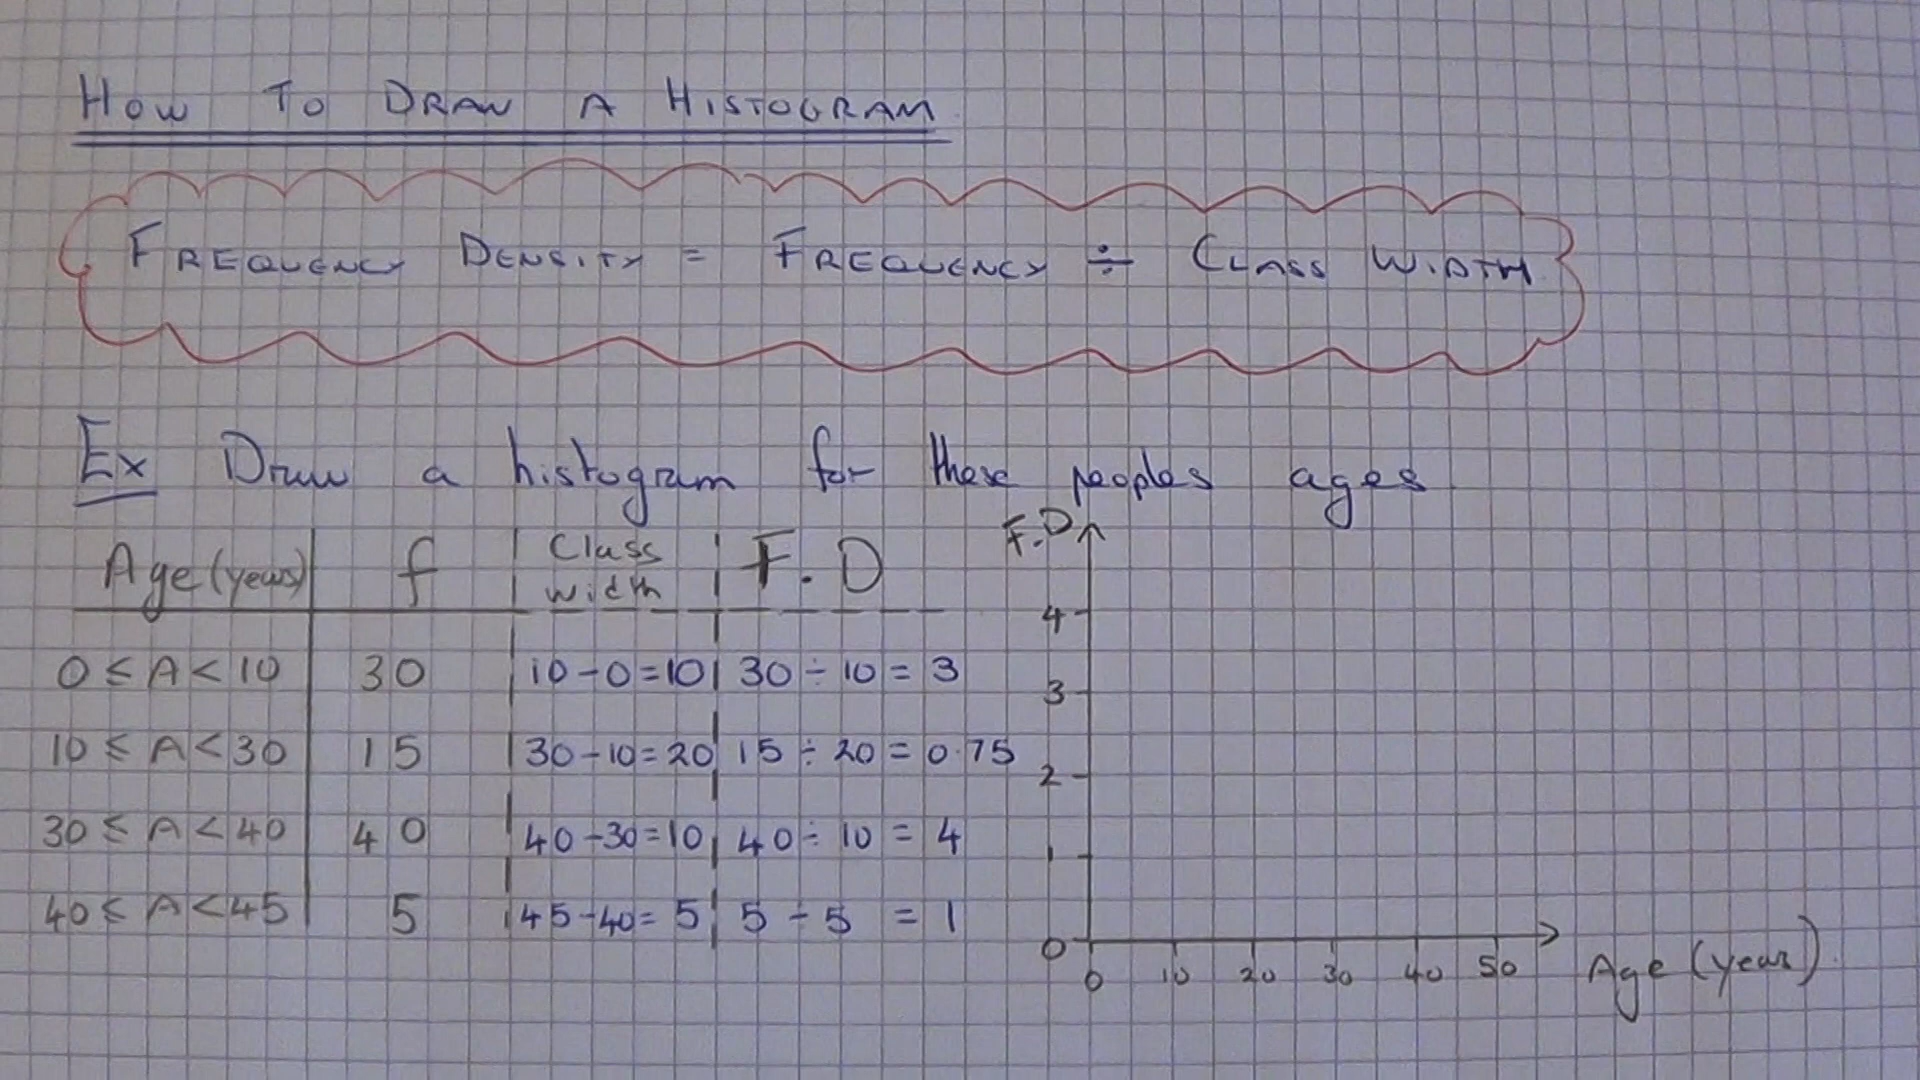 HOW TO DRAW A HISTOGRAM
FREQUENCY DENSITY = FREQUENCY ÷ CLASS WIDTH
Ex Draw a histogram for these peoples ages
Age (years) f Class width F.D
0 ≤ A < 10 30 10 - 0 = 10 30 ÷ 10 = 3
10 ≤ A < 30 15 30 - 10 = 20 15 ÷ 20 = 0.75
30 ≤ A < 40 40 40 - 30 = 10 40 ÷ 10 = 4
40 ≤ A < 45 5 45 - 40 = 5 5 ÷ 5 = 1
F.D
4
3
2
1
0
0 10 20 30 40 50 Age (years)